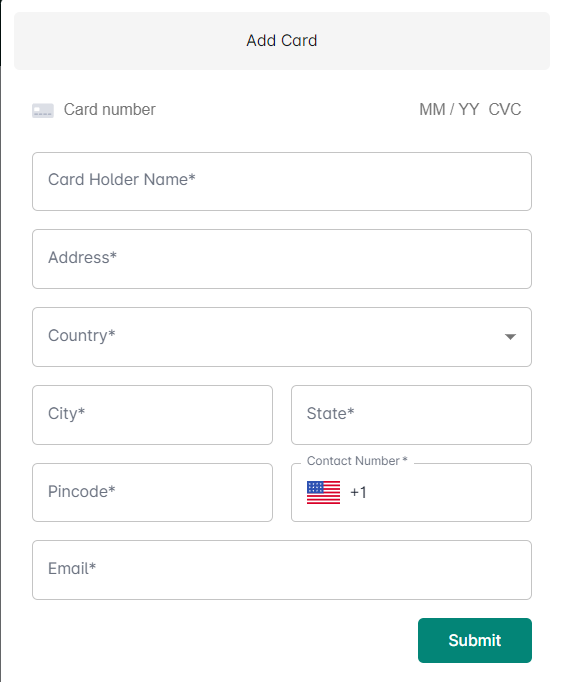 Add Card
Card number MM / YY CVC
Card Holder Name*
Address*
Country*
City* State*
Contact Number *
Pincode* +1
Email*
Submit